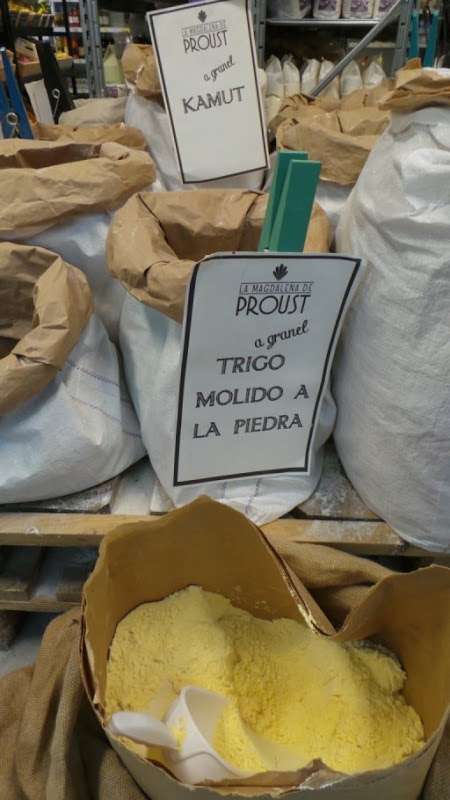 LA MAGDALENA DE
PROUST
a granel
KAMUT
LA MAGDALENA DE
PROUST
a granel
TRIGO
MOLIDO A
LA PIEDRA